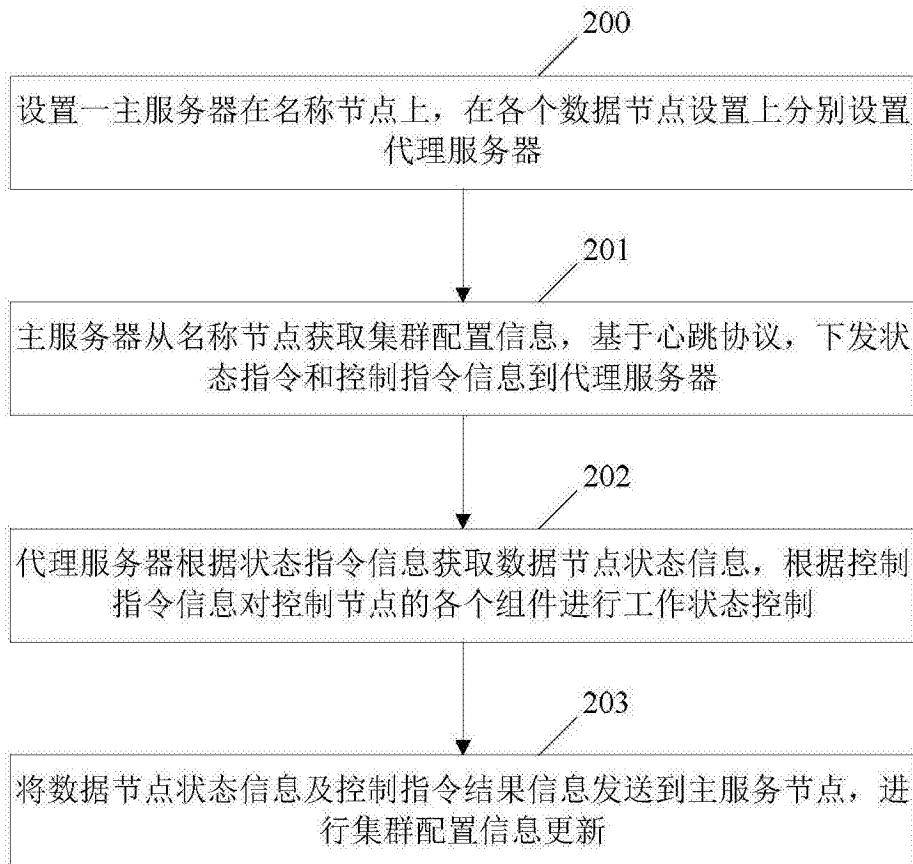 200
设置一主服务器在名称节点上，在各个数据节点设置上分别设置
代理服务器
201
主服务器从名称节点获取集群配置信息，基于心跳协议，下发状
态指令和控制指令信息到代理服务器
202
代理服务器根据状态指令信息获取数据节点状态信息，根据控制
指令信息对控制节点的各个组件进行工作状态控制
203
将数据节点状态信息及控制指令结果信息发送到主服务节点，进
行集群配置信息更新